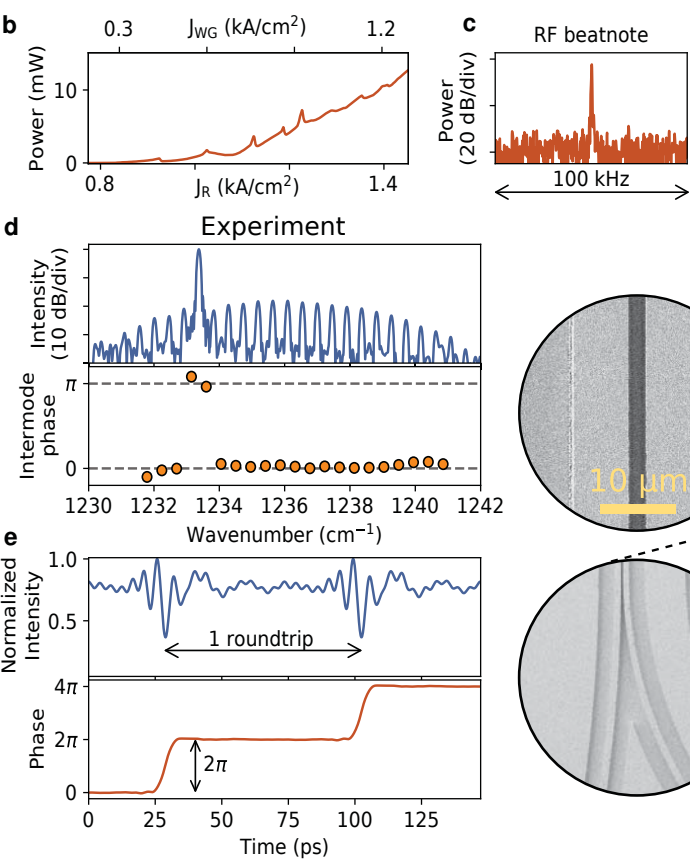 b
J_WG (kA/cm²)
0.3
1.2
Power (mW)
10
0
0.8
1.4
J_R (kA/cm²)
c
RF beatnote
Power
(20 dB/div)
100 kHz
d
Experiment
Intensity
(10 dB/div)
Intermode
phase
π
0
1230
1232
1234
1236
1238
1240
1242
Wavenumber (cm⁻¹)
10 μm
e
Normalized
Intensity
1.0
0.5
1 roundtrip
Phase
4π
2π
0
2π
0
25
50
75
100
125
Time (ps)